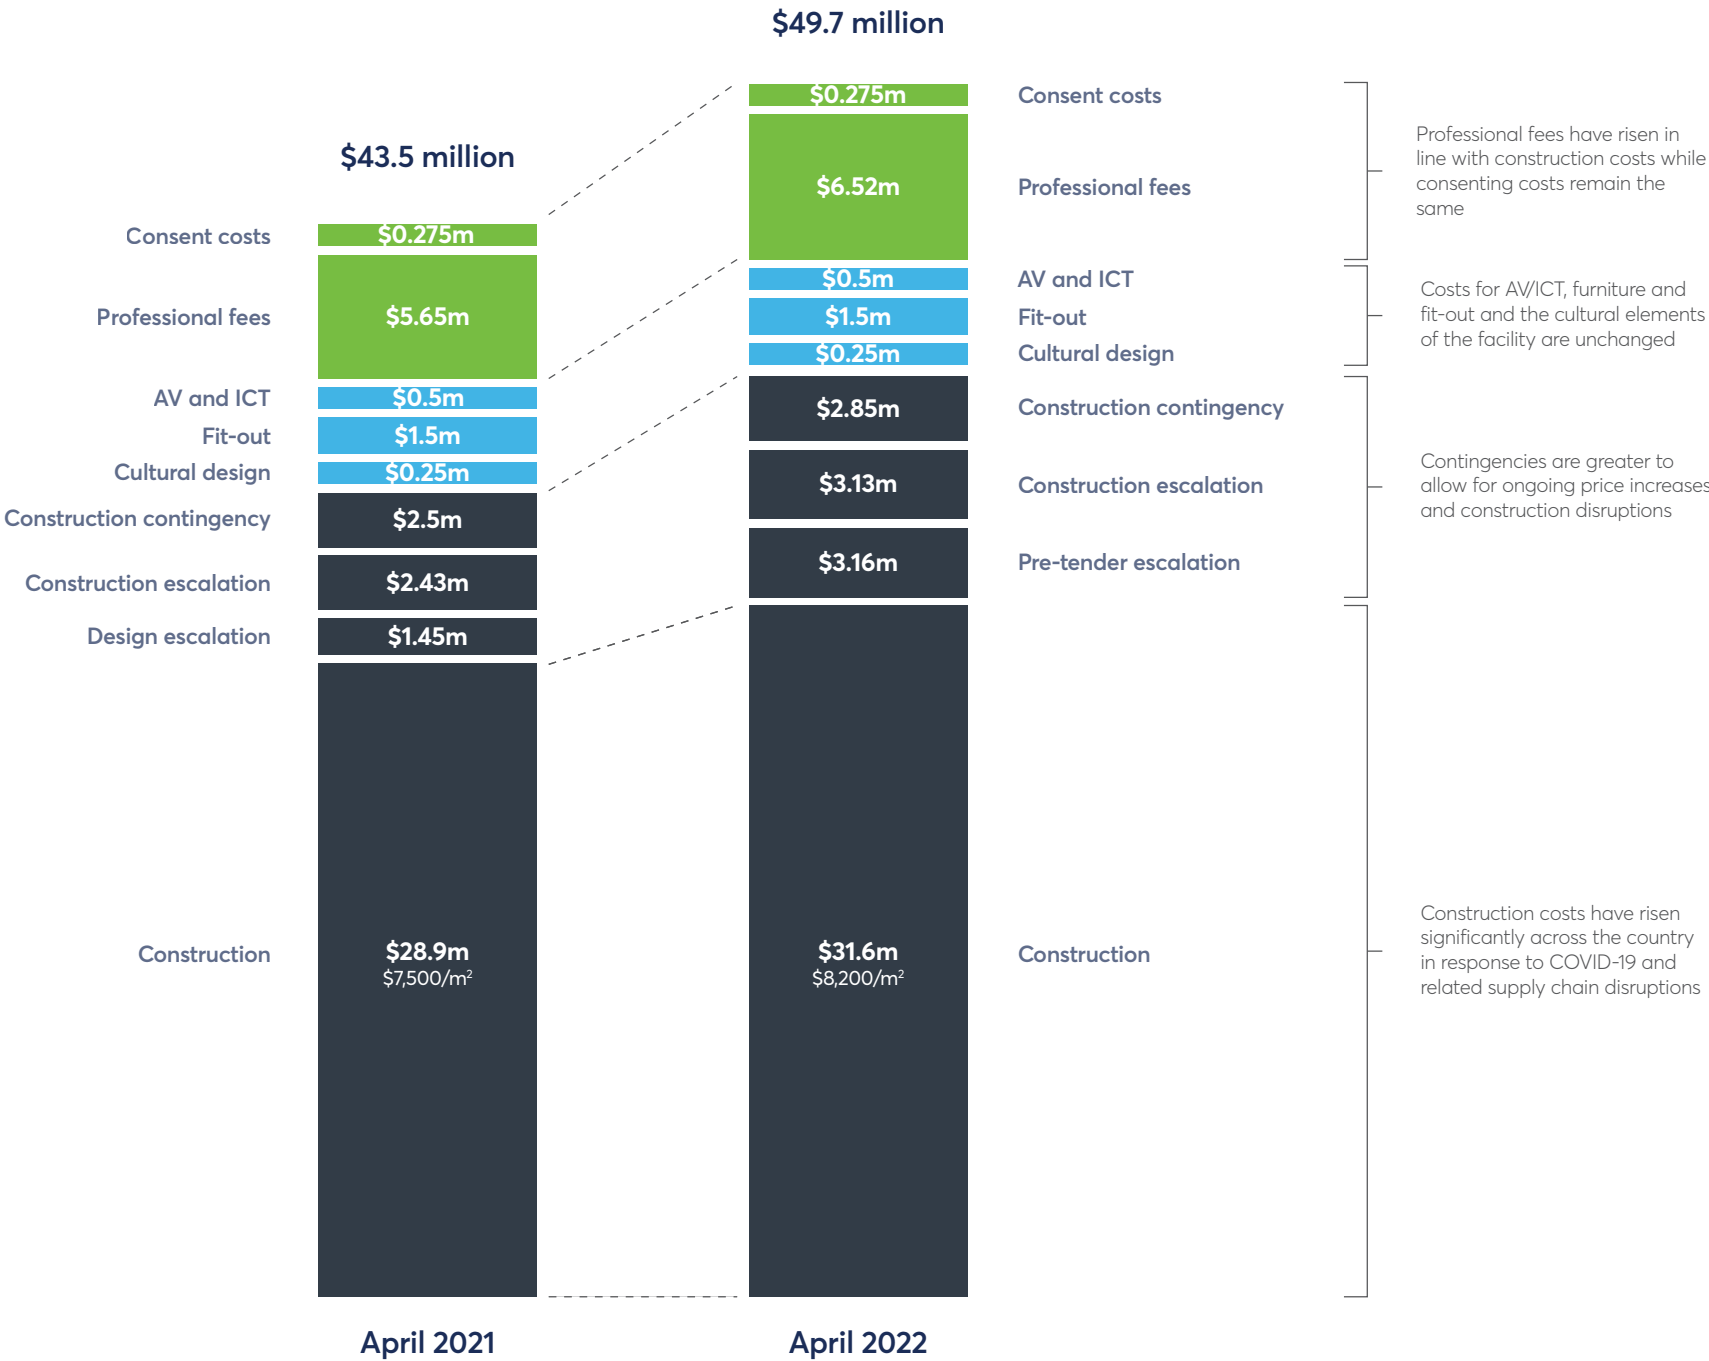 $49.7 million
$43.5 million
Consent costs
$0.275m
Professional fees
$5.65m
AV and ICT
$0.5m
Fit-out
$1.5m
Cultural design
$0.25m
Construction contingency
$2.5m
Construction escalation
$2.43m
Design escalation
$1.45m
Construction
$28.9m
$7,500/m²
April 2021
$0.275m
Consent costs
$6.52m
Professional fees
$0.5m
AV and ICT
$1.5m
Fit-out
$0.25m
Cultural design
$2.85m
Construction contingency
$3.13m
Construction escalation
$3.16m
Pre-tender escalation
$31.6m
$8,200/m²
Construction
April 2022
Professional fees have risen in
line with construction costs while
consenting costs remain the
same
Costs for AV/ICT, furniture and
fit-out and the cultural elements
of the facility are unchanged
Contingencies are greater to
allow for ongoing price increases
and construction disruptions
Construction costs have risen
significantly across the country
in response to COVID-19 and
related supply chain disruptions